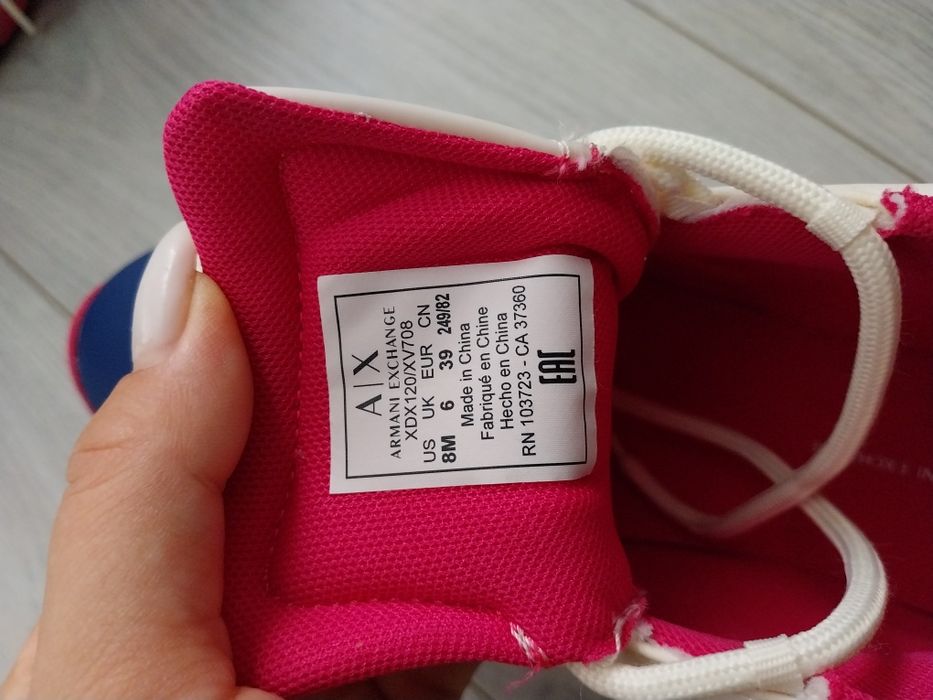 A|X
ARMANI EXCHANGE
XDX120/XV708
US UK EUR CN
8M 6 39 249/82
Made in China
Fabriqué en Chine
Hecho en China
RN 103723 - CA 37360
EAC